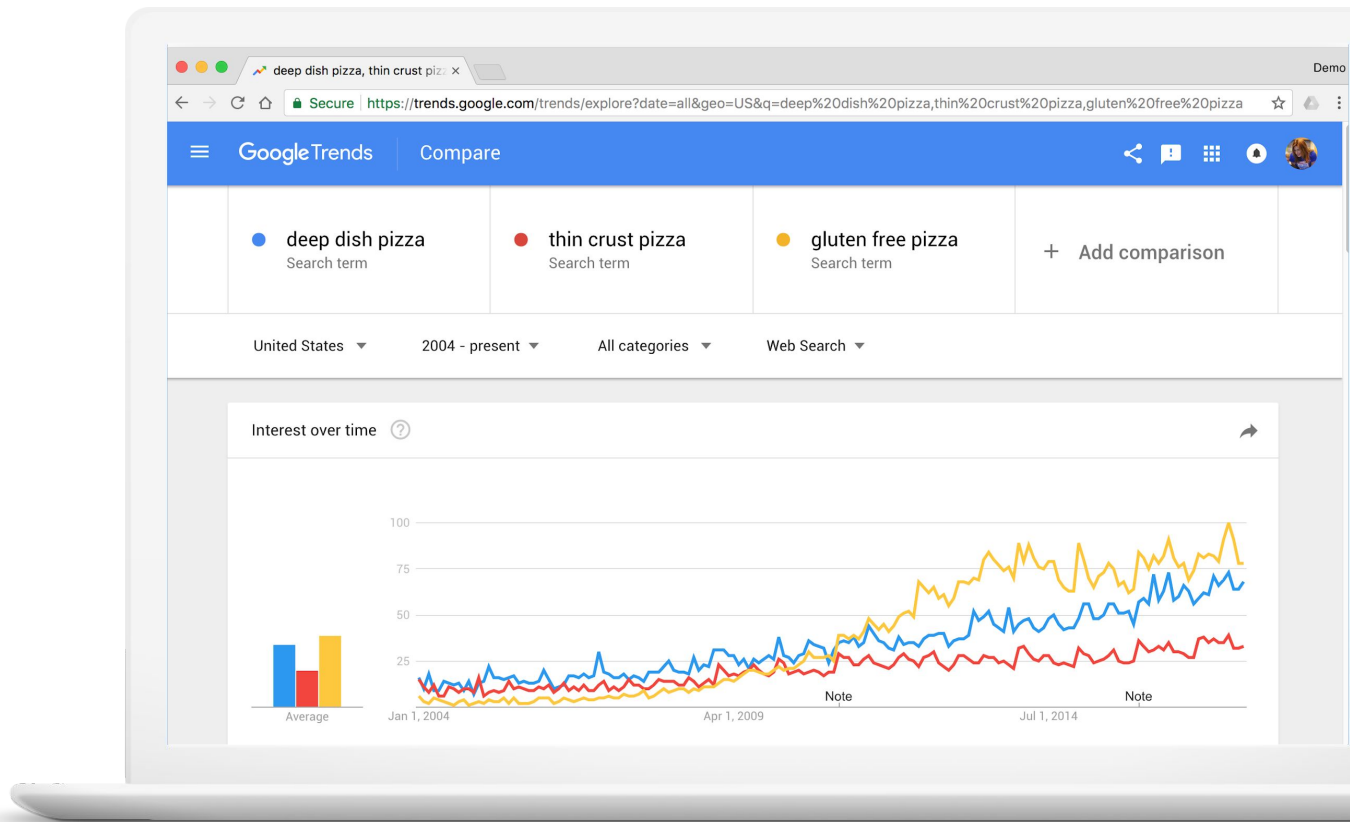 deep dish pizza, thin crust piz
Demo
Secure https://trends.google.com/trends/explore?date=all&geo=US&q=deep%20dish%20pizza,thin%20crust%20pizza,gluten%20free%20pizza
Google Trends Compare
deep dish pizza
Search term
thin crust pizza
Search term
gluten free pizza
Search term
+ Add comparison
United States 2004 - present All categories Web Search
Interest over time ?
100
75
50
25
Note Note
Average Jan 1, 2004 Apr 1, 2009 Jul 1, 2014